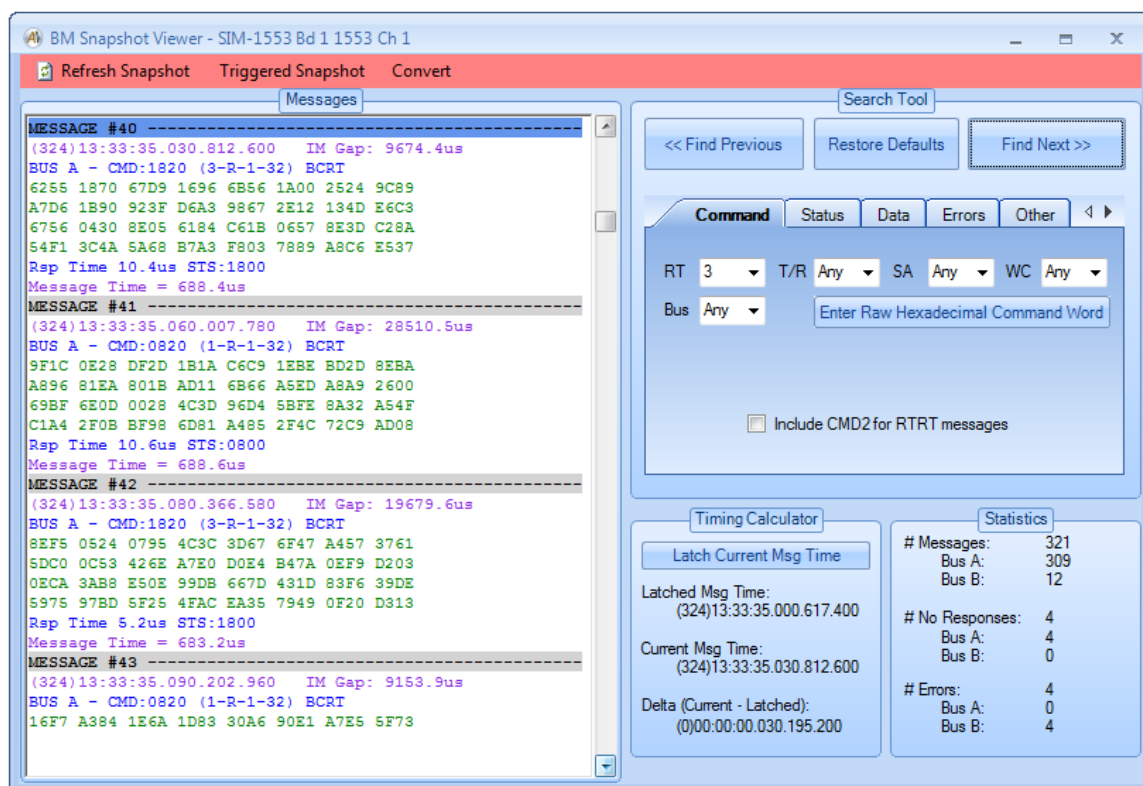 BM Snapshot Viewer - SIM-1553 Bd 1 1553 Ch 1
Refresh Snapshot Triggered Snapshot Convert
Messages
MESSAGE #40 --------------------------------------------
(324)13:33:35.030.812.600 IM Gap: 9674.4us
BUS A - CMD:1820 (3-R-1-32) BCRT
6255 1870 67D9 1696 6B56 1A00 2524 9C89
A7D6 1B90 923F D6A3 9867 2E12 134D E6C3
6756 0430 8E05 6184 C61B 0657 8E3D C28A
54F1 3C4A 5A68 B7A3 F803 7889 A8C6 E537
Rsp Time 10.4us STS:1800
Message Time = 688.4us
MESSAGE #41 --------------------------------------------
(324)13:33:35.060.007.780 IM Gap: 28510.5us
BUS A - CMD:0820 (1-R-1-32) BCRT
9F1C 0E28 DF2D 1B1A C6C9 1EBE BD2D 8EBA
A896 81EA 801B AD11 6B66 A5ED A8A9 2600
69BF 6E0D 0028 4C3D 96D4 5BFE 8A32 A54F
C1A4 2F0B BF98 6D81 A485 2F4C 72C9 AD08
Rsp Time 10.6us STS:0800
Message Time = 688.6us
MESSAGE #42 --------------------------------------------
(324)13:33:35.080.366.580 IM Gap: 19679.6us
BUS A - CMD:1820 (3-R-1-32) BCRT
8EF5 0524 0795 4C3C 3D67 6F47 A457 3761
5DC0 0C53 426E A7E0 D0E4 B47A 0EF9 D203
0ECA 3AB8 E50E 99DB 667D 431D 83F6 39DE
5975 97BD 5F25 4FAC EA35 7949 0F20 D313
Rsp Time 5.2us STS:1800
Message Time = 683.2us
MESSAGE #43 --------------------------------------------
(324)13:33:35.090.202.960 IM Gap: 9153.9us
BUS A - CMD:0820 (1-R-1-32) BCRT
16F7 A384 1E6A 1D83 30A6 90E1 A7E5 5F73
Search Tool
<< Find Previous Restore Defaults Find Next >>
Command Status Data Errors Other
RT 3 T/R Any SA Any WC Any
Bus Any Enter Raw Hexadecimal Command Word
Include CMD2 for RTRT messages
Timing Calculator
Latch Current Msg Time
Latched Msg Time:
(324)13:33:35.000.617.400
Current Msg Time:
(324)13:33:35.030.812.600
Delta (Current - Latched):
(0)00:00:00.030.195.200
Statistics
# Messages: 321
Bus A: 309
Bus B: 12
# No Responses: 4
Bus A: 4
Bus B: 0
# Errors: 4
Bus A: 0
Bus B: 4